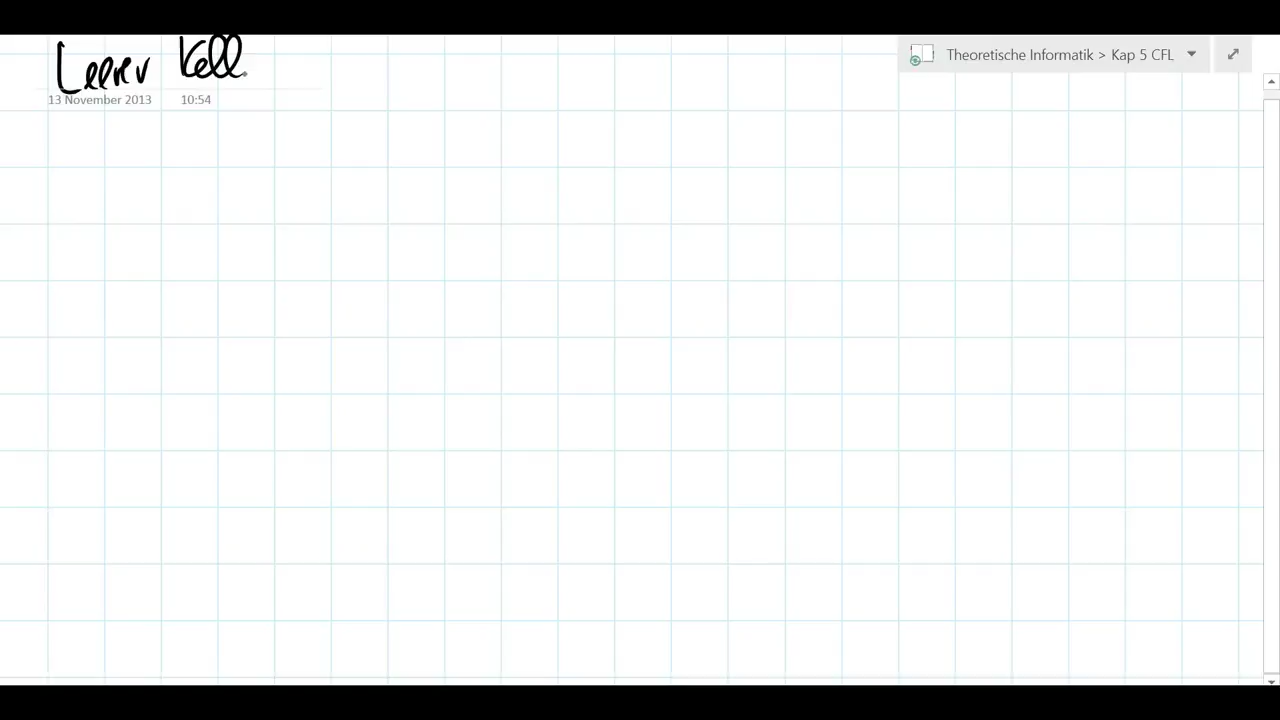 Leerer Kell
Theoretische Informatik > Kap 5 CFL
13 November 2013 10:54